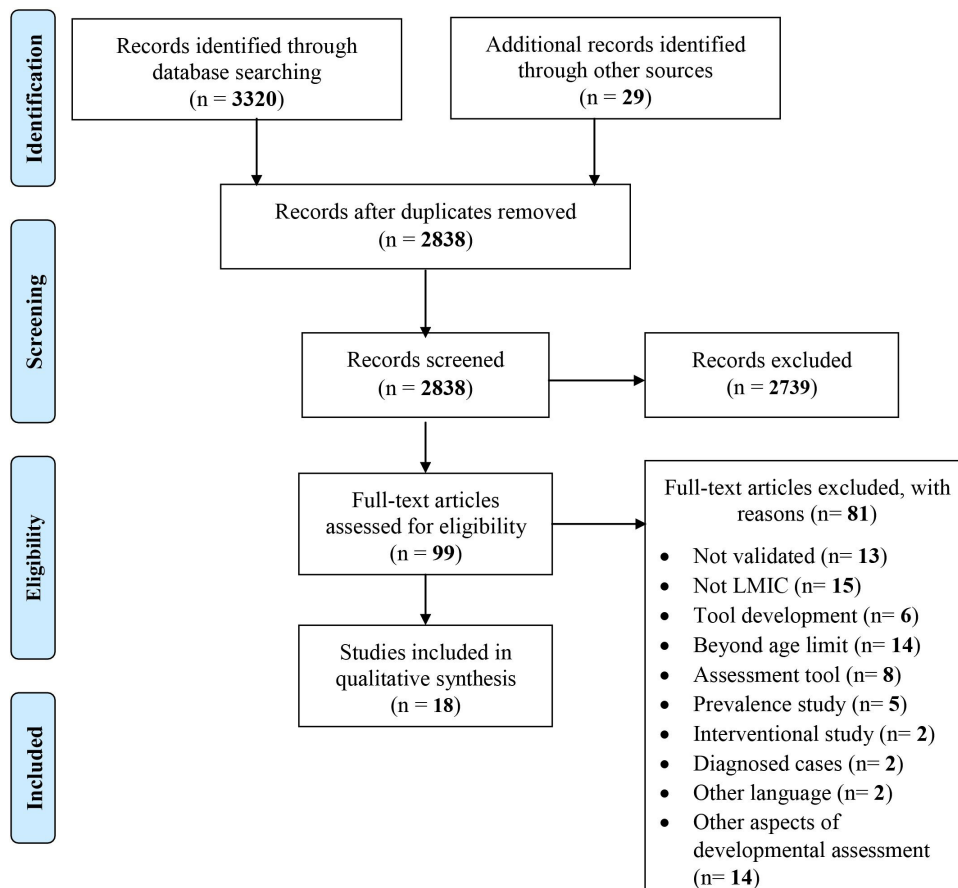 Identification
Records identified through
database searching
(n = 3320)
Additional records identified
through other sources
(n = 29)
Records after duplicates removed
(n = 2838)
Screening
Records screened
(n = 2838)
Records excluded
(n = 2739)
Eligibility
Full-text articles
assessed for eligibility
(n = 99)
Full-text articles excluded, with
reasons (n= 81)
• Not validated (n= 13)
• Not LMIC (n= 15)
• Tool development (n= 6)
• Beyond age limit (n= 14)
• Assessment tool (n= 8)
• Prevalence study (n= 5)
• Interventional study (n= 2)
• Diagnosed cases (n= 2)
• Other language (n= 2)
• Other aspects of
developmental assessment
(n= 14)
Included
Studies included in
qualitative synthesis
(n = 18)